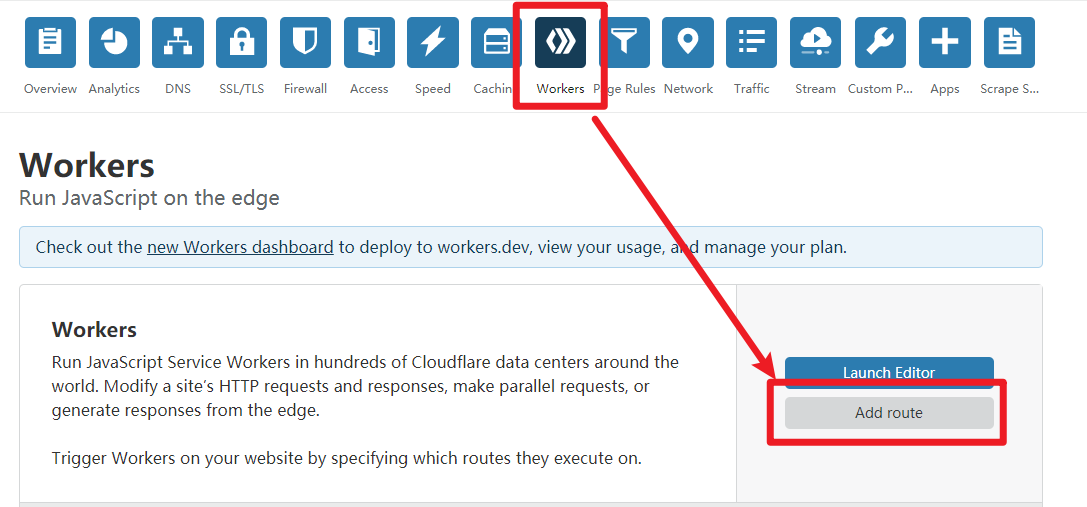 Overview Analytics DNS SSL/TLS Firewall Access Speed Caching Workers Page Rules Network Traffic Stream Custom P... Apps Scrape S...
Workers
Run JavaScript on the edge
Check out the new Workers dashboard to deploy to workers.dev, view your usage, and manage your plan.
Workers
Run JavaScript Service Workers in hundreds of Cloudflare data centers around the
world. Modify a site's HTTP requests and responses, make parallel requests, or
generate responses from the edge.
Trigger Workers on your website by specifying which routes they execute on.
Launch Editor
Add route